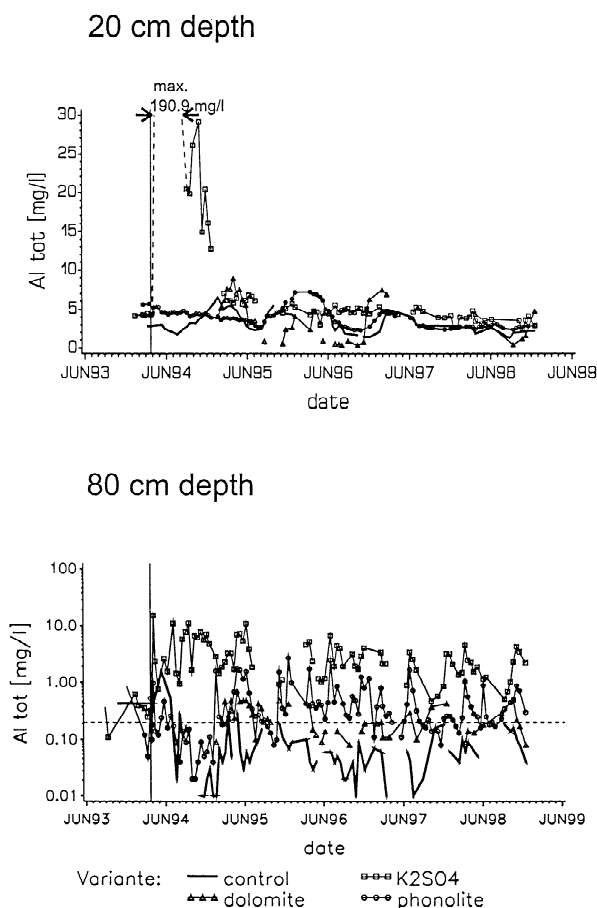 20 cm depth
max.
190.9 mg/l
30
25
20
15
10
5
0
Al tot [mg/l]
JUN93 JUN94 JUN95 JUN96 JUN97 JUN98 JUN99
date
80 cm depth
100
10.0
1.00
0.10
0.01
Al tot [mg/l]
JUN93 JUN94 JUN95 JUN96 JUN97 JUN98 JUN99
date
Variante: control K2SO4
dolomite phonolite